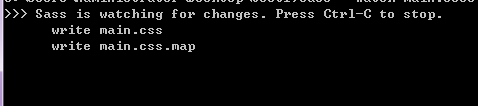 >>> Sass is watching for changes. Press Ctrl-C to stop.
write main.css
write main.css.map